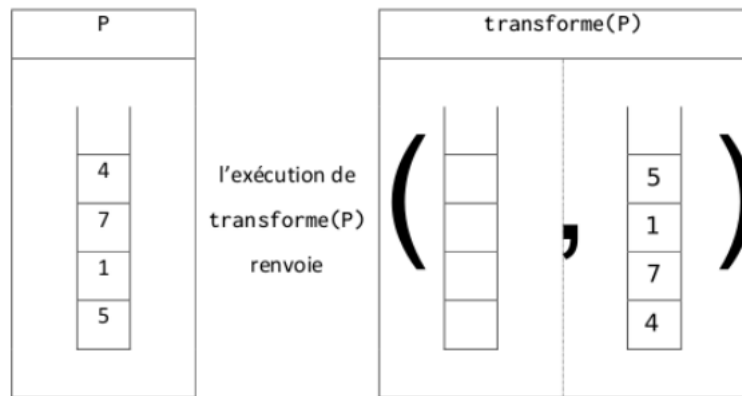 P
transforme(P)
4
7
1
5
l'exécution de
transforme(P)
renvoie
(
,
5
1
7
4
)